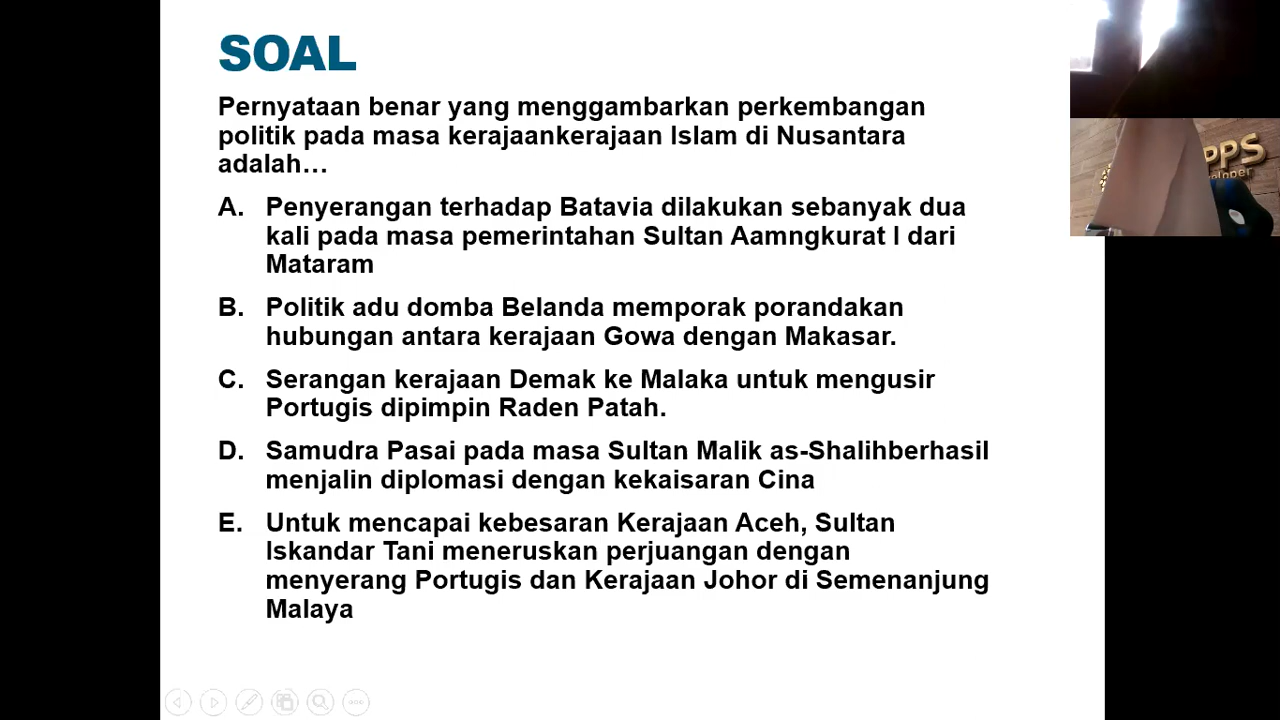 SOAL
Pernyataan benar yang menggambarkan perkembangan
politik pada masa kerajaankerajaan Islam di Nusantara
adalah…
A. Penyerangan terhadap Batavia dilakukan sebanyak dua
kali pada masa pemerintahan Sultan Aamngkurat I dari
Mataram
B. Politik adu domba Belanda memporak porandakan
hubungan antara kerajaan Gowa dengan Makasar.
C. Serangan kerajaan Demak ke Malaka untuk mengusir
Portugis dipimpin Raden Patah.
D. Samudra Pasai pada masa Sultan Malik as-Shalihberhasil
menjalin diplomasi dengan kekaisaran Cina
E. Untuk mencapai kebesaran Kerajaan Aceh, Sultan
Iskandar Tani meneruskan perjuangan dengan
menyerang Portugis dan Kerajaan Johor di Semenanjung
Malaya